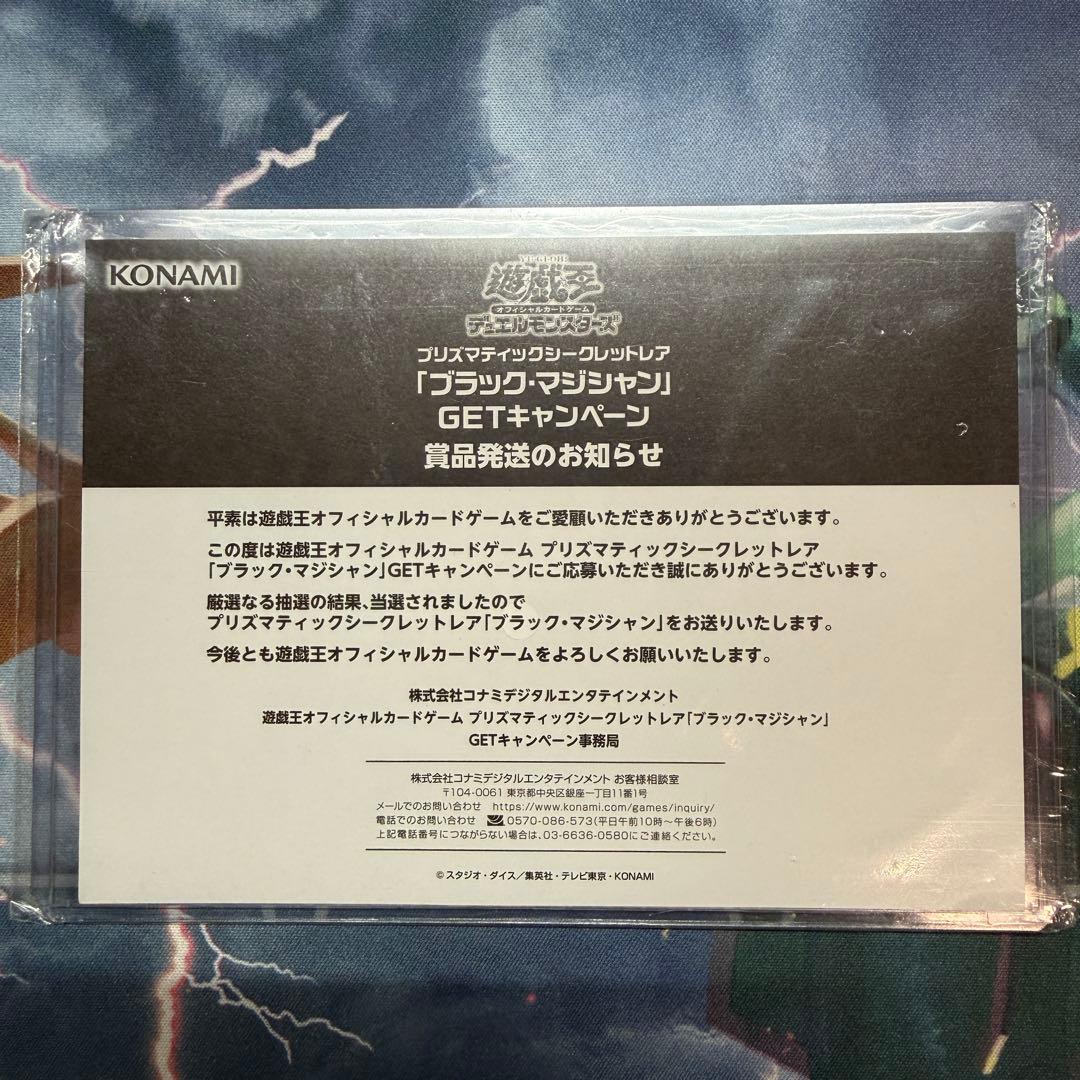 KONAMI
YU-GI-OH!
遊戯王
オフィシャルカードゲーム
デュエルモンスターズ
プリズマティックシークレットレア
「ブラック・マジシャン」
GETキャンペーン
賞品発送のお知らせ
平素は遊戯王オフィシャルカードゲームをご愛顧いただきありがとうございます。
この度は遊戯王オフィシャルカードゲーム プリズマティックシークレットレア
「ブラック・マジシャン」GETキャンペーンにご応募いただき誠にありがとうございます。
厳選なる抽選の結果、当選されましたので
プリズマティックシークレットレア「ブラック・マジシャン」をお送りいたします。
今後とも遊戯王オフィシャルカードゲームをよろしくお願いいたします。
株式会社コナミデジタルエンタテインメント
遊戯王オフィシャルカードゲーム プリズマティックシークレットレア「ブラック・マジシャン」
GETキャンペーン事務局
株式会社コナミデジタルエンタテインメント お客様相談室
〒104-0061 東京都中央区銀座一丁目11番1号
メールでのお問い合わせ https://www.konami.com/games/inquiry/
電話でのお問い合わせ 0570-086-573(平日午前10時～午後6時)
上記電話番号につながらない場合は、03-6636-0580にご連絡ください。
©スタジオ・ダイス/集英社・テレビ東京・KONAMI